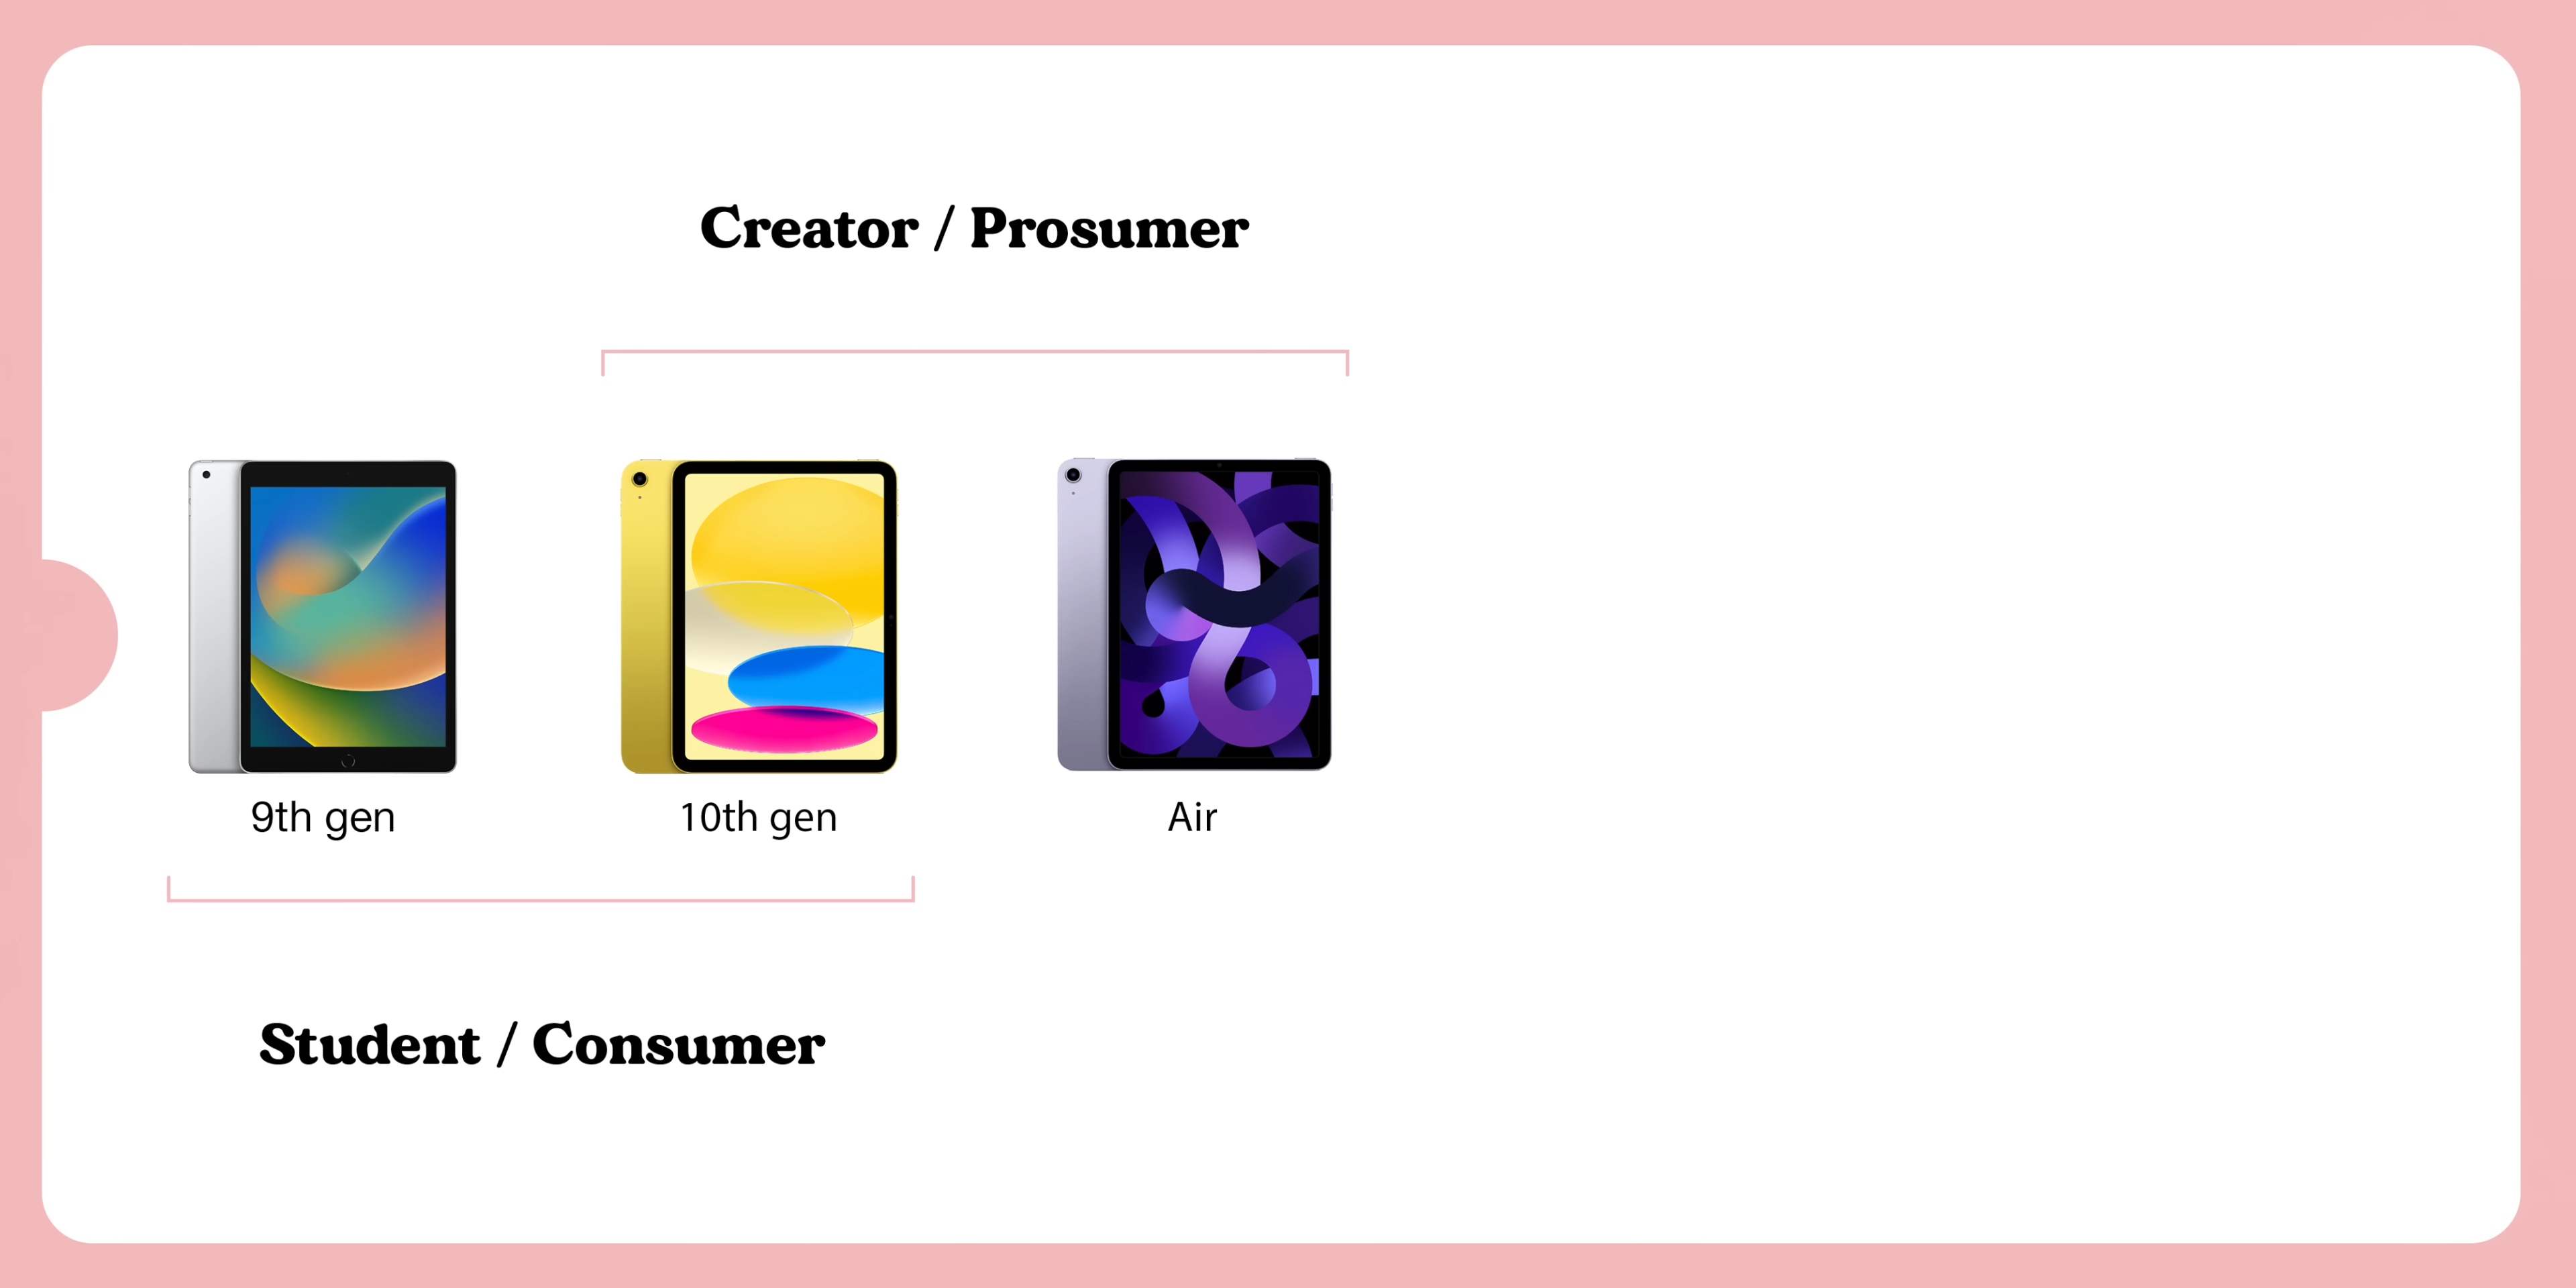 Creator / Prosumer
9th gen
10th gen
Air
Student / Consumer